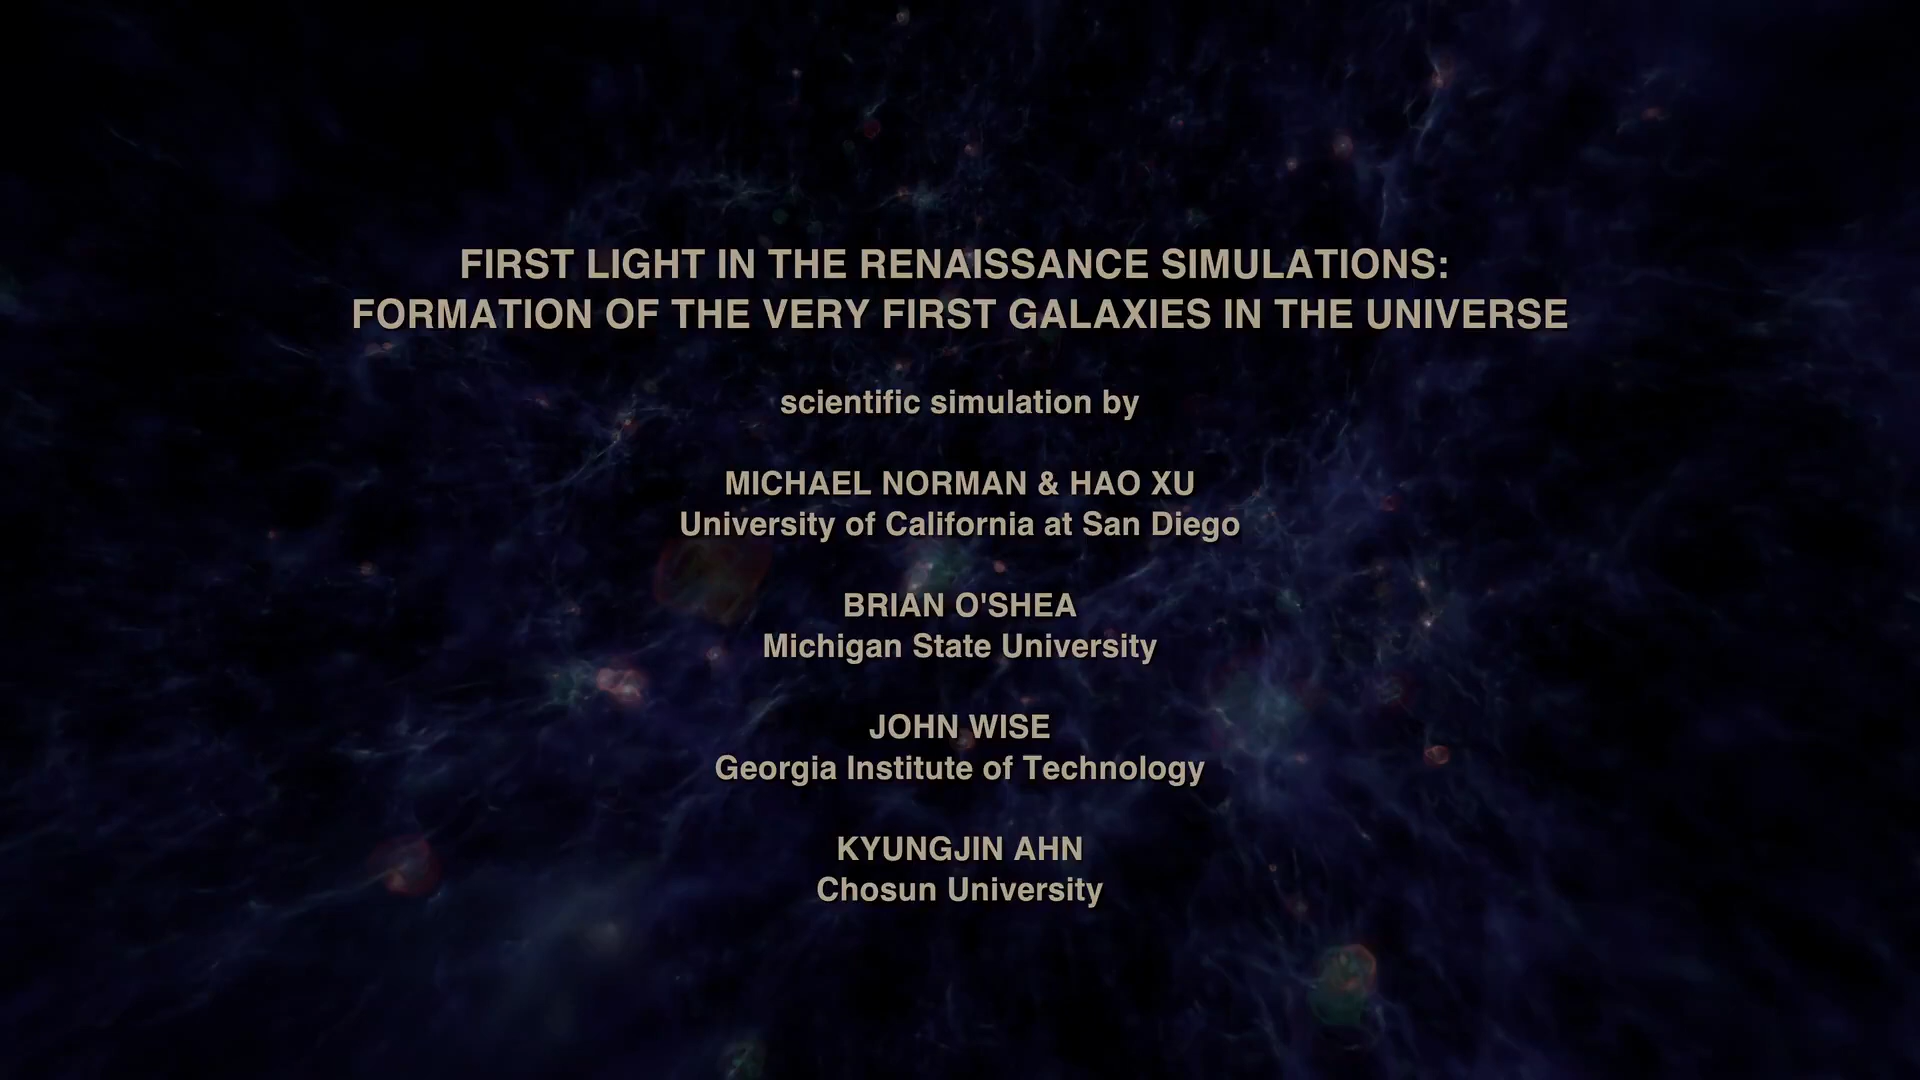 FIRST LIGHT IN THE RENAISSANCE SIMULATIONS:
FORMATION OF THE VERY FIRST GALAXIES IN THE UNIVERSE
scientific simulation by
MICHAEL NORMAN & HAO XU
University of California at San Diego
BRIAN O'SHEA
Michigan State University
JOHN WISE
Georgia Institute of Technology
KYUNGJIN AHN
Chosun University